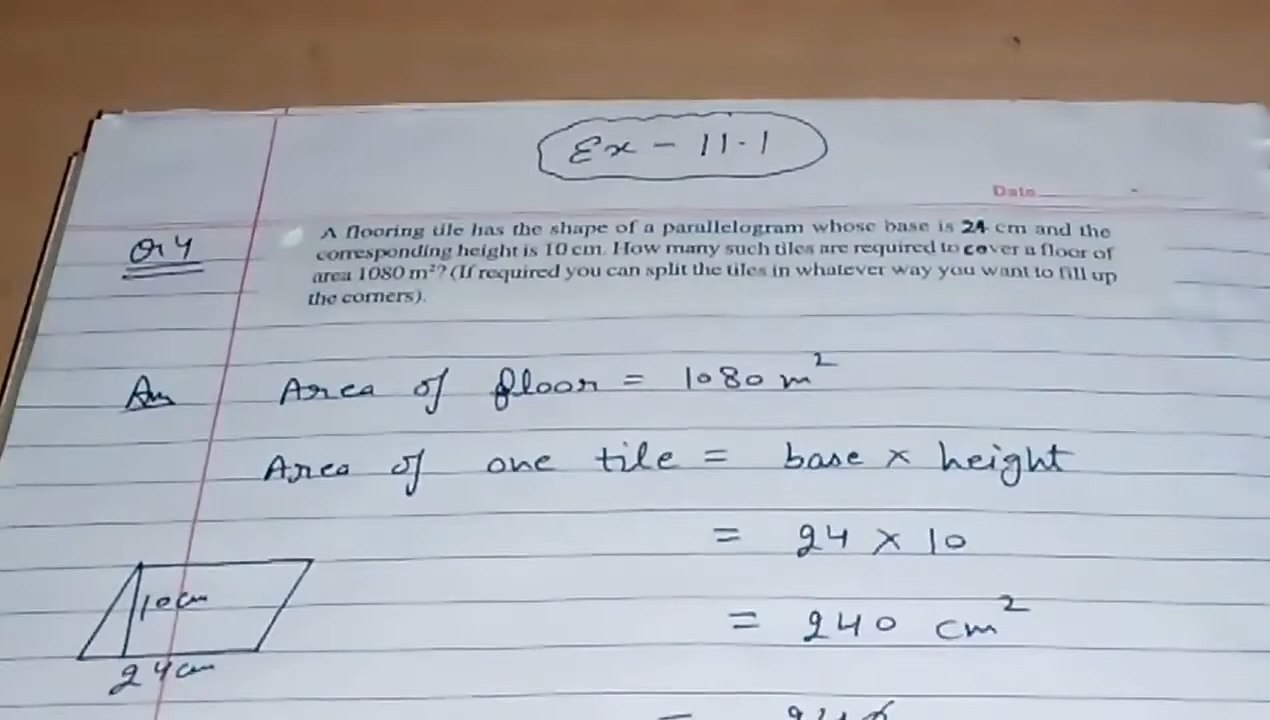 Ex - 11.1
Date
Q4
A flooring tile has the shape of a parallelogram whose base is 24 cm and the
corresponding height is 10 cm. How many such tiles are required to cover a floor of
area 1080 m²? (If required you can split the tiles in whatever way you want to fill up
the corners).
Ans Area of floor = 1080 m²
Area of one tile = base × height
= 24 × 10
10cm
= 240 cm²
24cm
=